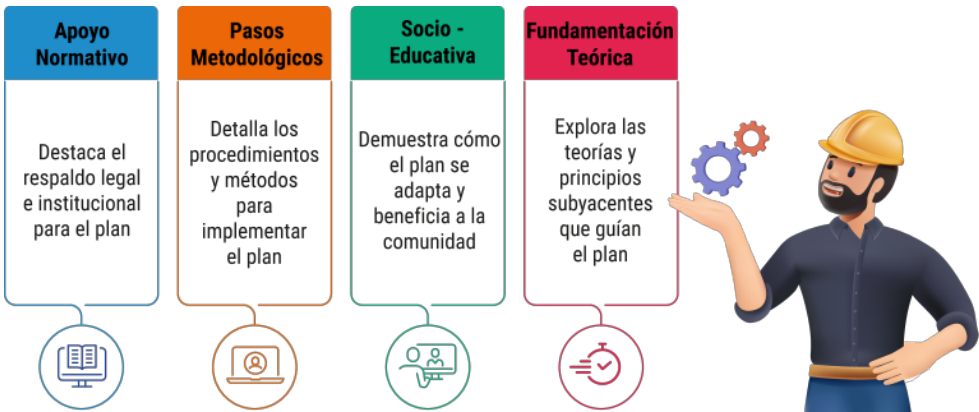 Apoyo
Normativo
Destaca el
respaldo legal
e institucional
para el plan
Pasos
Metodológicos
Detalla los
procedimientos
y métodos
para
implementar
el plan
Socio -
Educativa
Demuestra cómo
el plan se
adapta y
beneficia a la
comunidad
Fundamentación
Teórica
Explora las
teorías y
principios
subyacentes
que guían
el plan